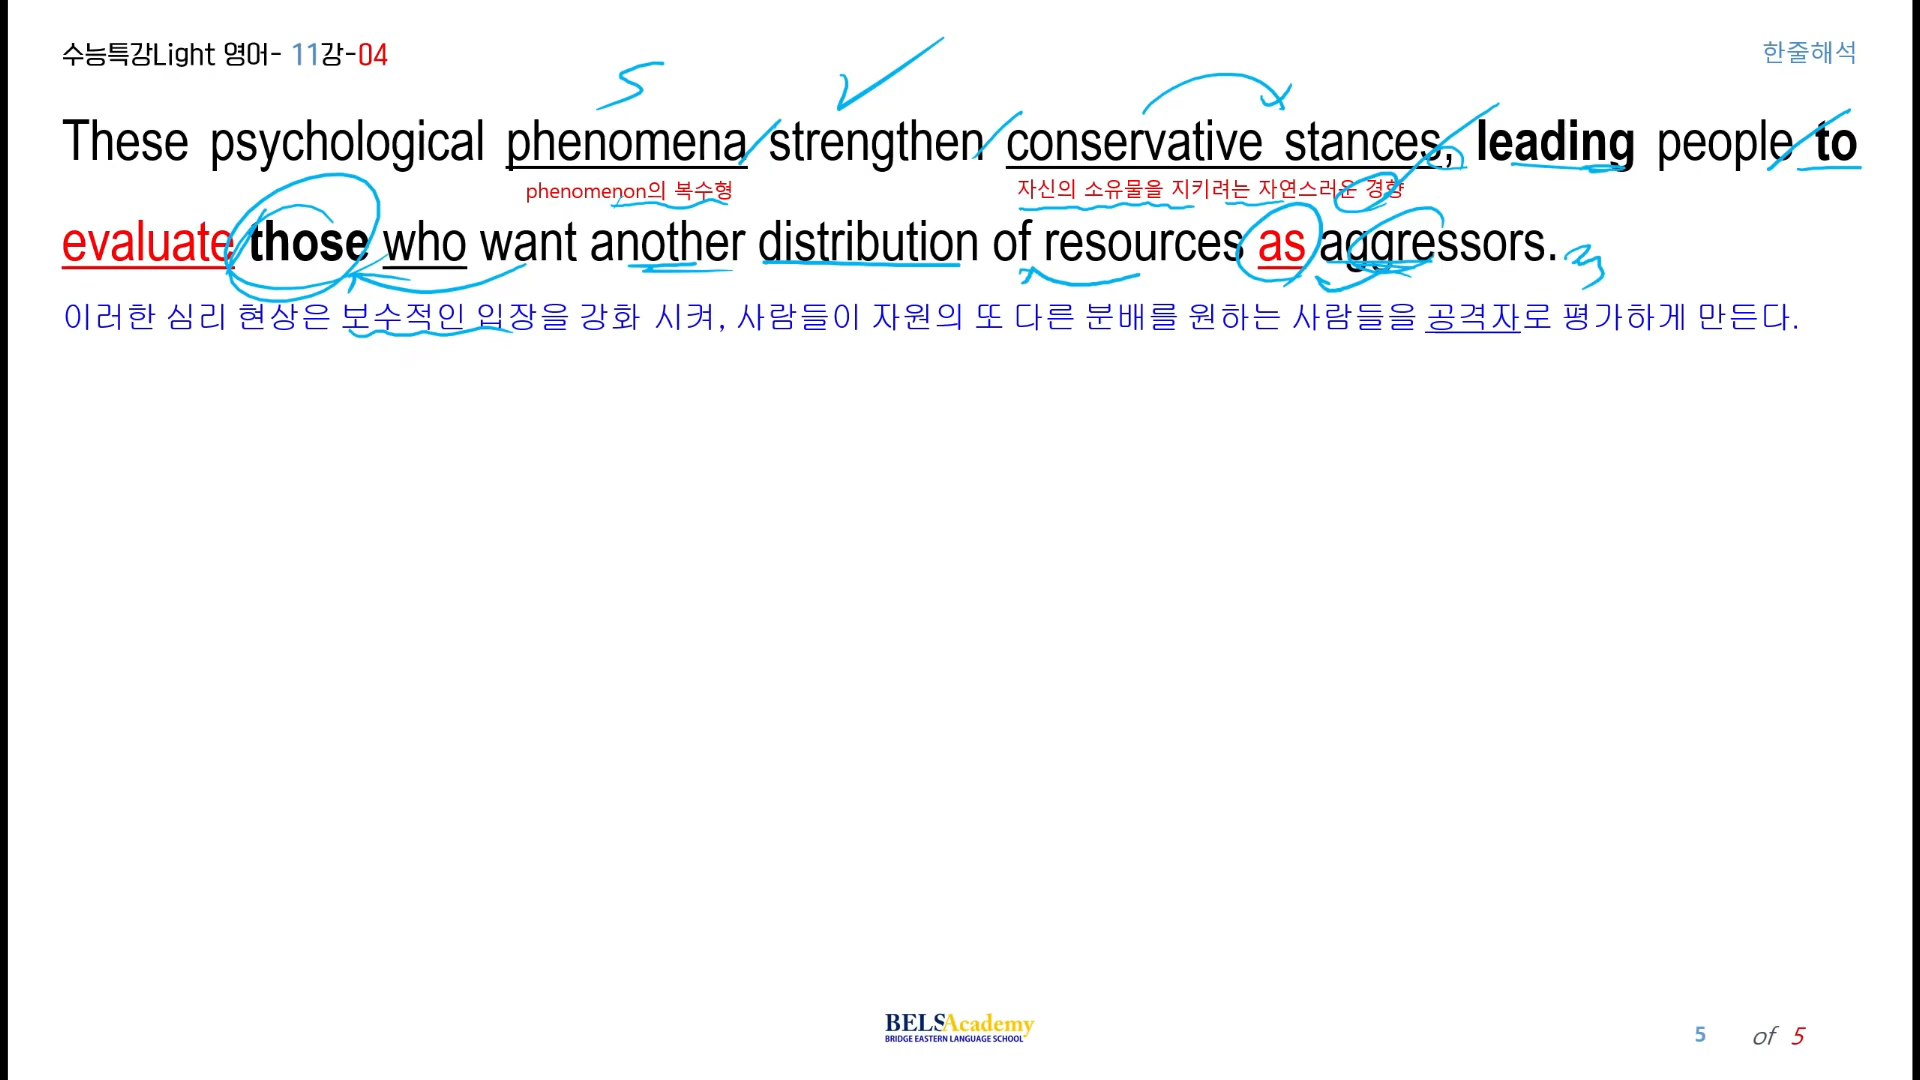 수능특강Light 영어- 11강-04
한줄해석
These psychological phenomena strengthen conservative stances, leading people to
phenomenon의 복수형
자신의 소유물을 지키려는 자연스러운 경향
evaluate those who want another distribution of resources as aggressors.
이러한 심리 현상은 보수적인 입장을 강화 시켜, 사람들이 자원의 또 다른 분배를 원하는 사람들을 공격자로 평가하게 만든다.
BELSAcademy
BRIDGE EASTERN LANGUAGE SCHOOL
5 of 5